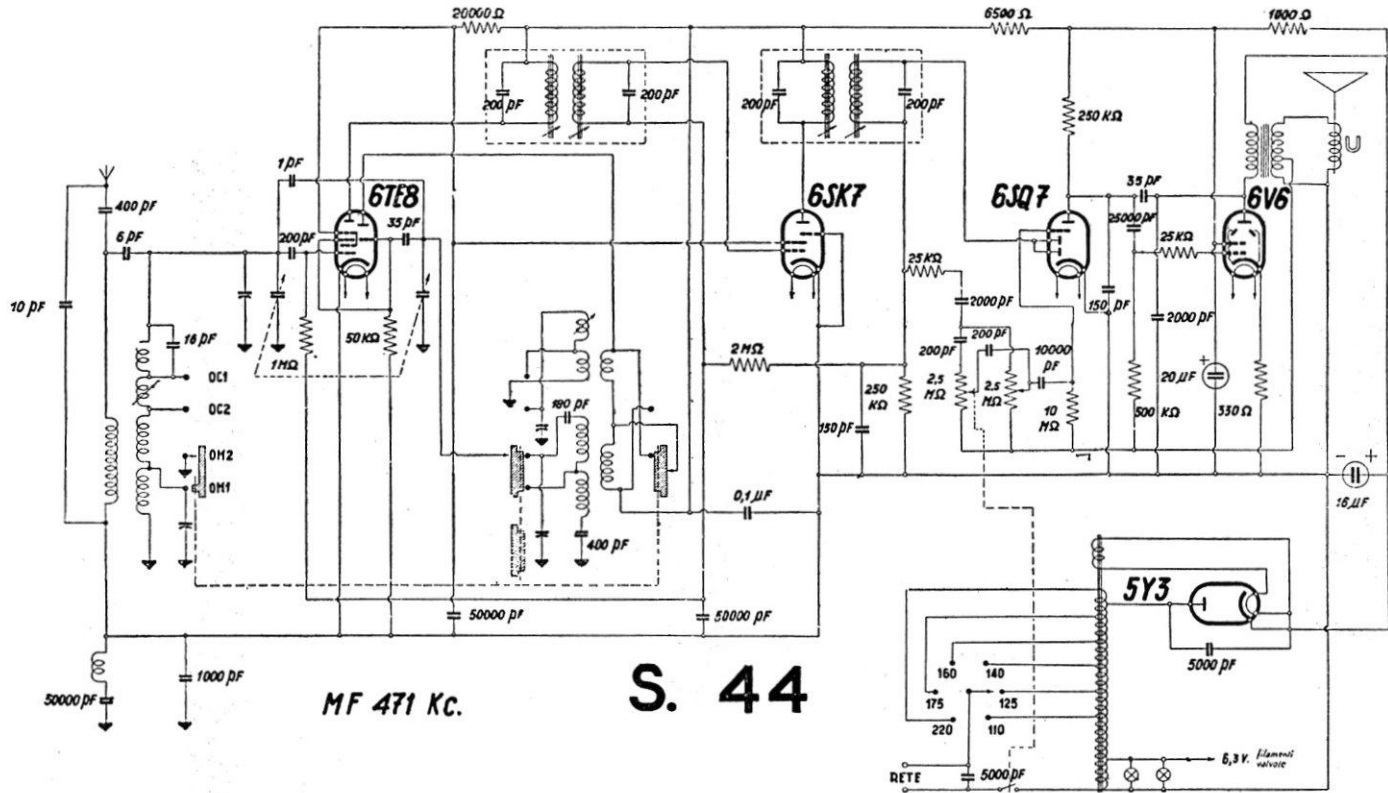 20000 Ω
6500 Ω
1000 Ω
200 pF
200 pF
200 pF
200 pF
250 KΩ
U
1 pF
6TE8
6SK7
6SQ7
35 pF
6V6
400 pF
6 pF
200 pF
35 pF
25000 pF
25 KΩ
25 KΩ
10 pF
2000 pF
150 pF
2000 pF
16 pF
50 KΩ
1 MΩ
2 MΩ
200 pF
200 pF
10000 pF
OC1
OC2
180 pF
250 KΩ
2,5 MΩ
2,5 MΩ
10 MΩ
20 µF
500 KΩ
350 Ω
150 pF
OM2
OM1
+
- +
16 µF
0,1 µF
400 pF
5Y3
50000 pF
50000 pF
5000 pF
1000 pF
50000 pF
MF 471 Kc.
S. 44
160
140
175
125
220
110
RETE
5000 pF
6,3 V. filamenti valvole